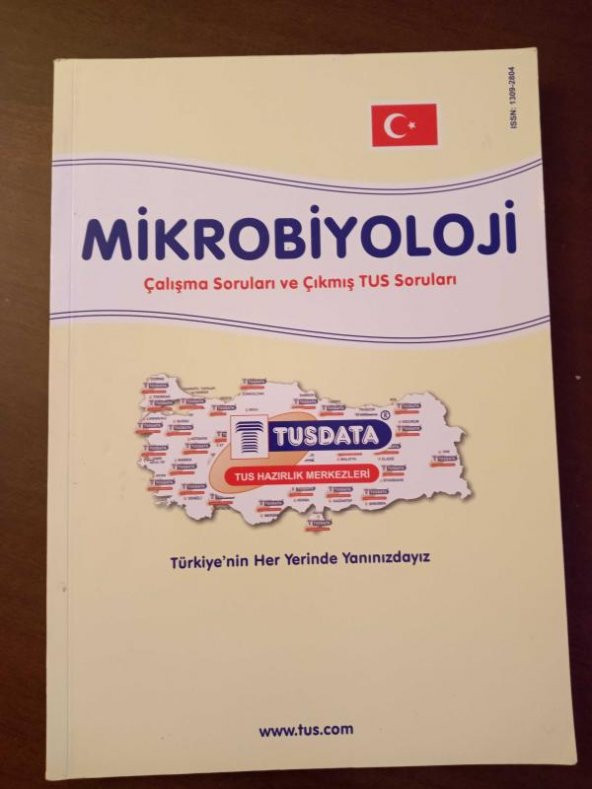 ISSN: 1309-2804
MİKROBİYOLOJİ
Çalışma Soruları ve Çıkmış TUS Soruları
TUSDATA®
TUS HAZIRLIK MERKEZLERİ
Türkiye'nin Her Yerinde Yanınızdayız
www.tus.com